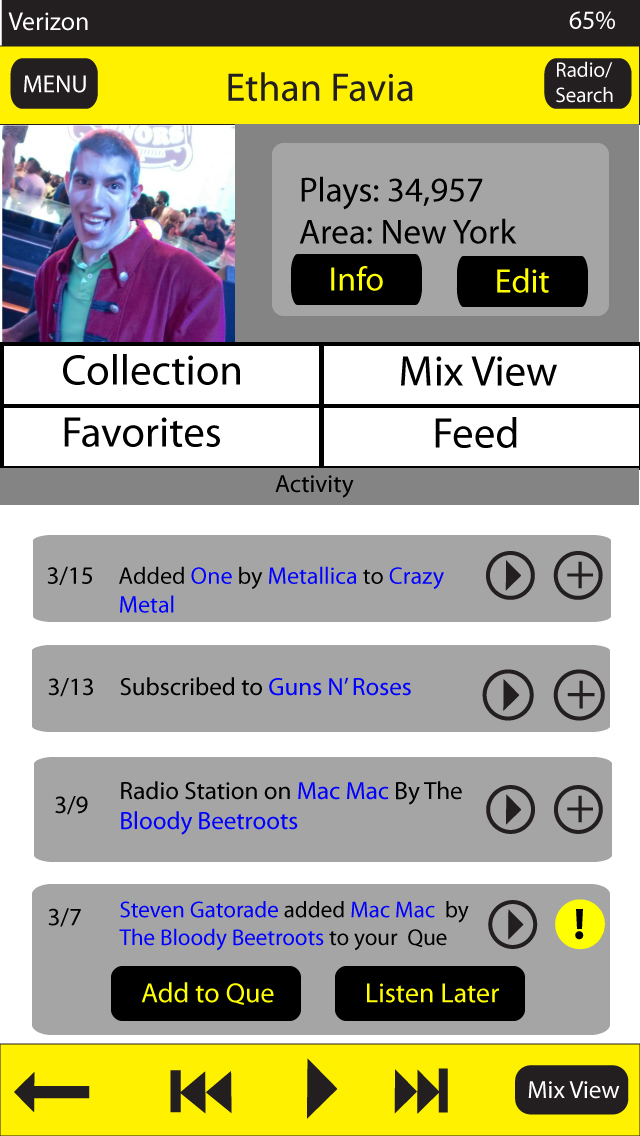 Verizon 65%
MENU Ethan Favia Radio/
Search
Plays: 34,957
Area: New York
Info Edit
Collection Mix View
Favorites Feed
Activity
3/15 Added One by Metallica to Crazy
Metal
3/13 Subscribed to Guns N’ Roses
3/9 Radio Station on Mac Mac By The
Bloody Beetroots
3/7 Steven Gatorade added Mac Mac by
The Bloody Beetroots to your Que
!
Add to Que Listen Later
Mix View